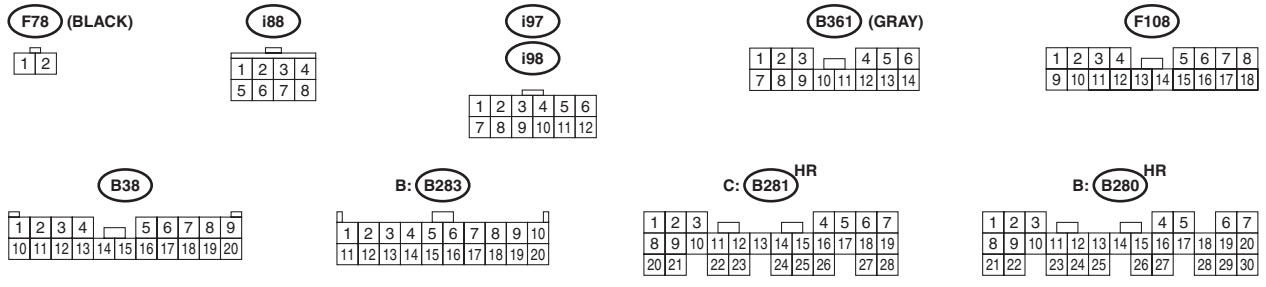 F78 (BLACK)
1 2
i88
1 2 3 4
5 6 7 8
i97
i98
1 2 3 4 5 6
7 8 9 10 11 12
B361 (GRAY)
1 2 3 4 5 6
7 8 9 10 11 12 13 14
F108
1 2 3 4 5 6 7 8
9 10 11 12 13 14 15 16 17 18
B38
1 2 3 4 5 6 7 8 9
10 11 12 13 14 15 16 17 18 19 20
B: B283
1 2 3 4 5 6 7 8 9 10
11 12 13 14 15 16 17 18 19 20
C: B281 HR
1 2 3 4 5 6 7
8 9 10 11 12 13 14 15 16 17 18 19
20 21 22 23 24 25 26 27 28
B: B280 HR
1 2 3 4 5 6 7
8 9 10 11 12 13 14 15 16 17 18 19 20
21 22 23 24 25 26 27 28 29 30